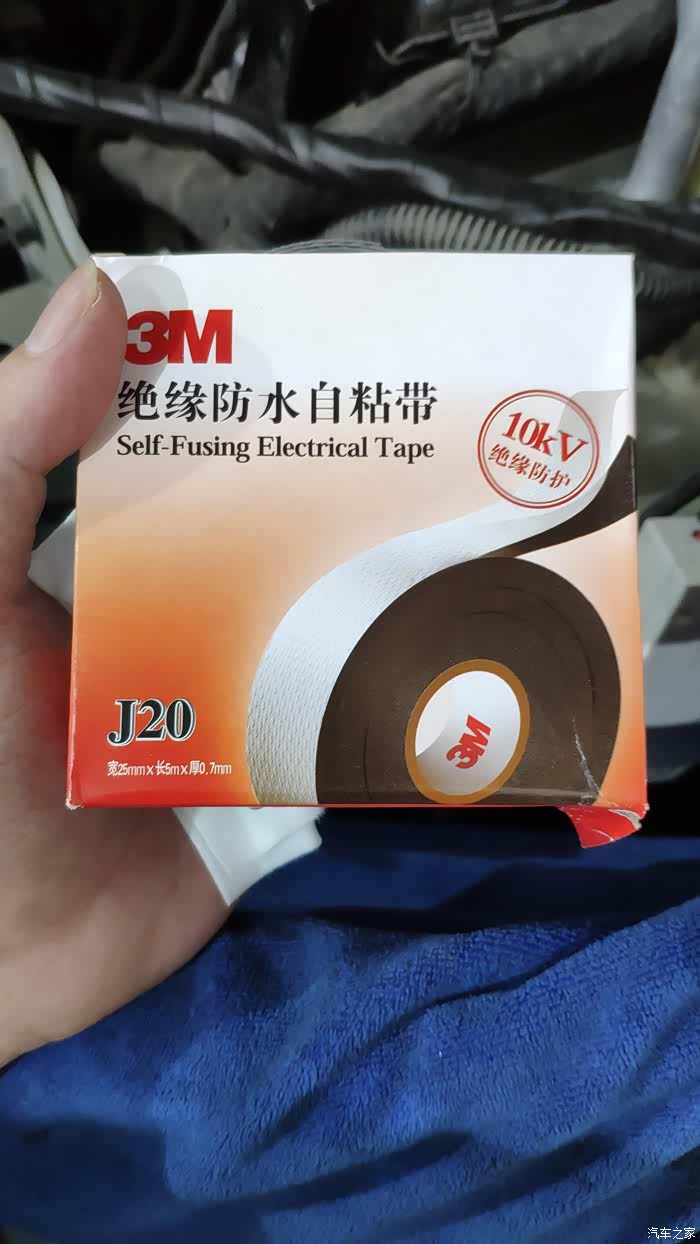 3M
绝缘防水自粘带
Self-Fusing Electrical Tape
10kV
绝缘防护
3M
J20
宽25mm x 长5m x 厚0.7mm
汽车之家